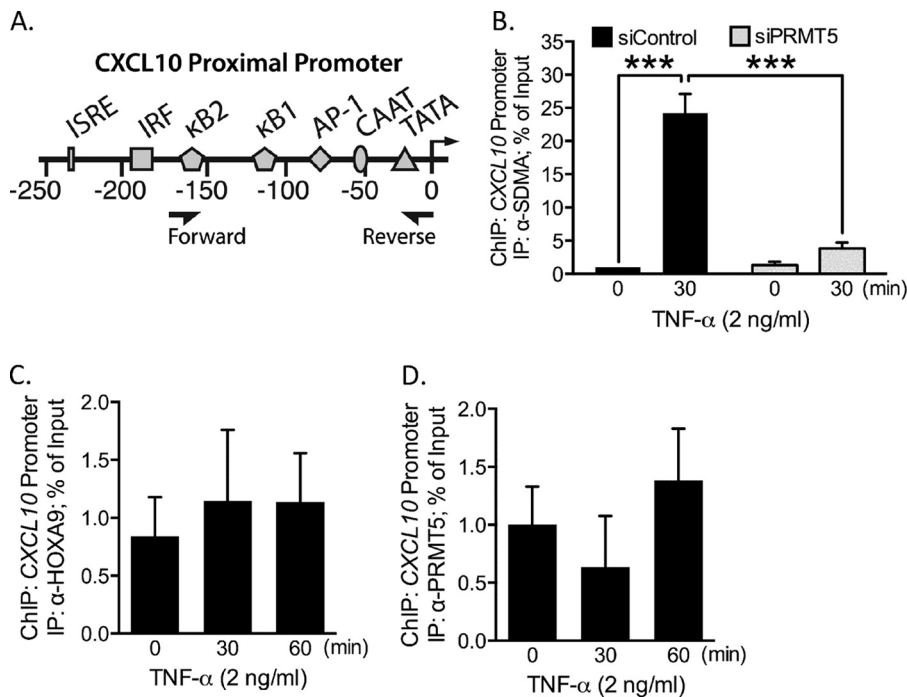 A.
CXCL10 Proximal Promoter
ISRE IRF κB2 κB1 AP-1 CAAT TATA
-250 -200 -150 -100 -50 0
Forward Reverse
B.
siControl siPRMT5
*** ***
ChIP: CXCL10 Promoter
IP: α-SDMA; % of Input
35
30
25
20
15
10
5
0
0 30 0 30 (min)
TNF-α (2 ng/ml)
C.
ChIP: CXCL10 Promoter
IP: α-HOXA9; % of Input
2.0
1.5
1.0
0.5
0.0
0 30 60 (min)
TNF-α (2 ng/ml)
D.
ChIP: CXCL10 Promoter
IP: α-PRMT5; % of Input
2.0
1.5
1.0
0.5
0.0
0 30 60 (min)
TNF-α (2 ng/ml)